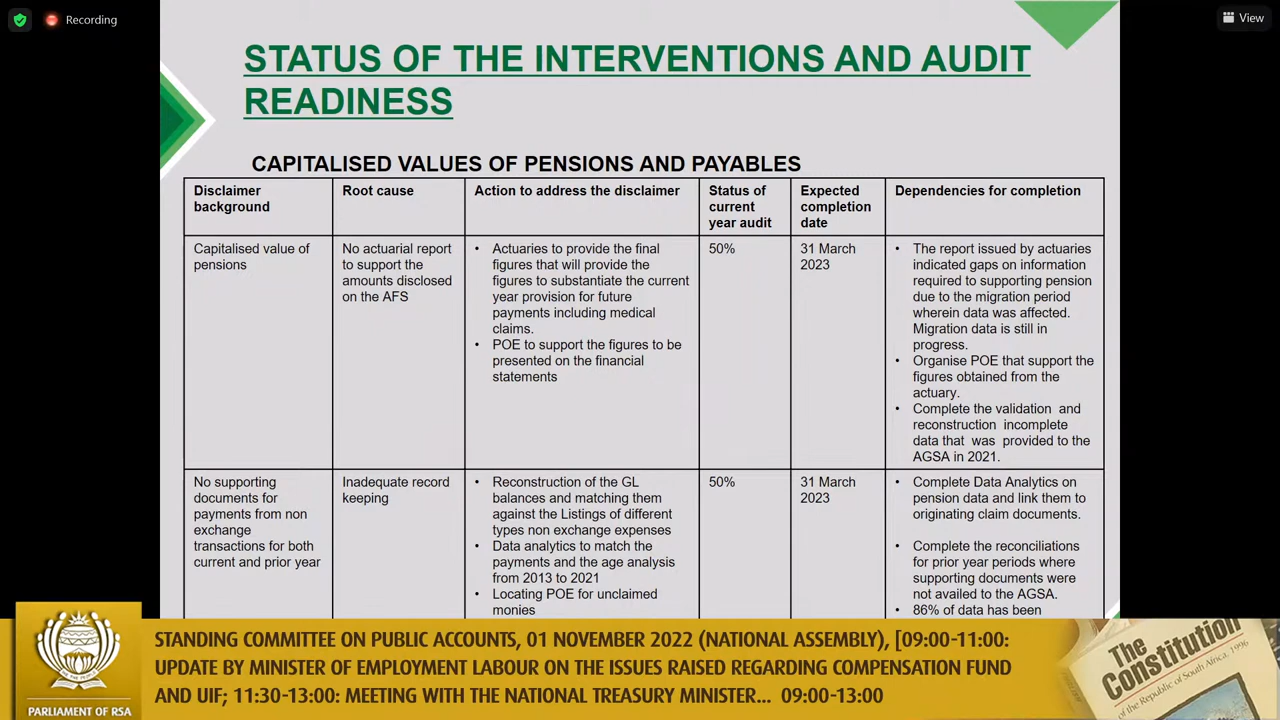 Recording
View
STATUS OF THE INTERVENTIONS AND AUDIT
READINESS
CAPITALISED VALUES OF PENSIONS AND PAYABLES
Disclaimer
background
Root cause
Action to address the disclaimer
Status of
current
year audit
Expected
completion
date
Dependencies for completion
Capitalised value of
pensions
No actuarial report
to support the
amounts disclosed
on the AFS
• Actuaries to provide the final
figures that will provide the
figures to substantiate the current
year provision for future
payments including medical
claims.
• POE to support the figures to be
presented on the financial
statements
50%
31 March
2023
• The report issued by actuaries
indicated gaps on information
required to supporting pension
due to the migration period
wherein data was affected.
Migration data is still in
progress.
• Organise POE that support the
figures obtained from the
actuary.
• Complete the validation and
reconstruction incomplete
data that was provided to the
AGSA in 2021.
No supporting
documents for
payments from non
exchange
transactions for both
current and prior year
Inadequate record
keeping
• Reconstruction of the GL
balances and matching them
against the Listings of different
types non exchange expenses
• Data analytics to match the
payments and the age analysis
from 2013 to 2021
• Locating POE for unclaimed
monies
50%
31 March
2023
• Complete Data Analytics on
pension data and link them to
originating claim documents.
• Complete the reconciliations
for prior year periods where
supporting documents were
not availed to the AGSA.
• 86% of data has been
STANDING COMMITTEE ON PUBLIC ACCOUNTS, 01 NOVEMBER 2022 (NATIONAL ASSEMBLY), [09:00-11:00:
UPDATE BY MINISTER OF EMPLOYMENT LABOUR ON THE ISSUES RAISED REGARDING COMPENSATION FUND
AND UIF; 11:30-13:00: MEETING WITH THE NATIONAL TREASURY MINISTER... 09:00-13:00
PARLIAMENT OF RSA
The
Constitution
of the Republic of South Africa, 1996